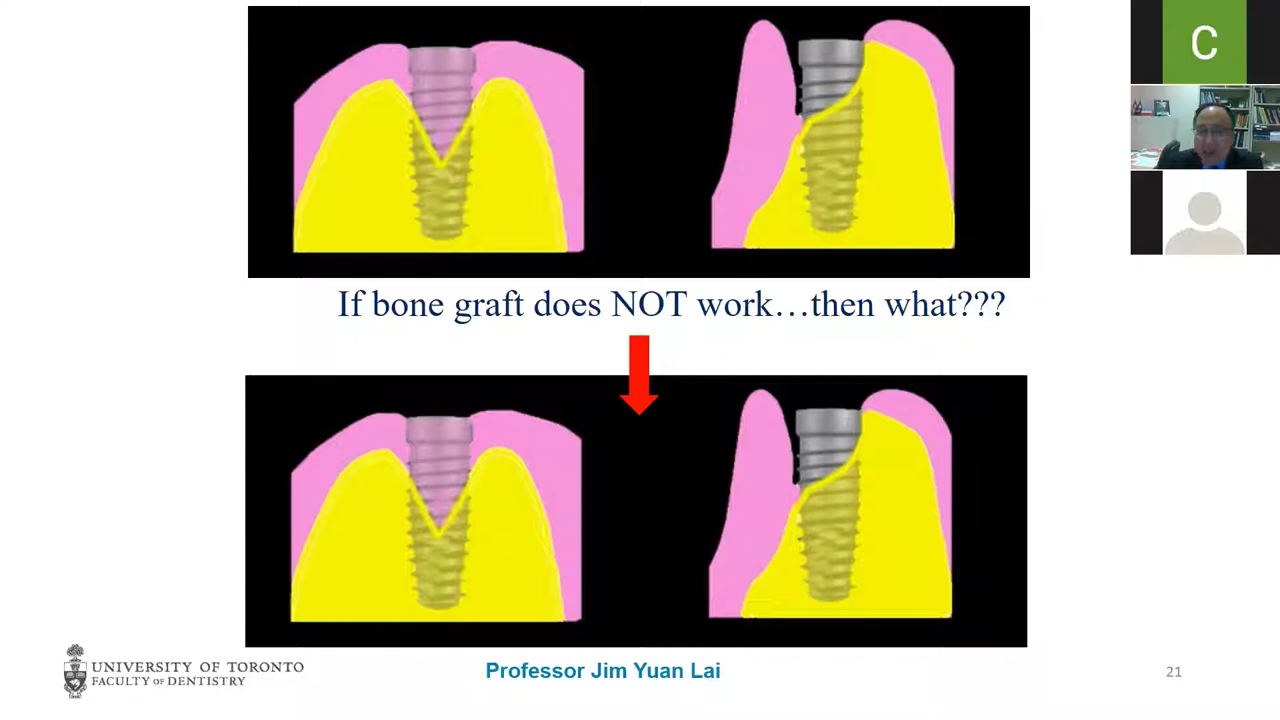 C
If bone graft does NOT work…then what???
UNIVERSITY OF TORONTO
FACULTY OF DENTISTRY
Professor Jim Yuan Lai
21